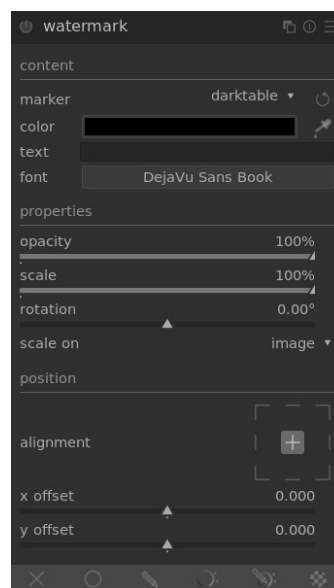 watermark
content
marker darktable
color
text
font DejaVu Sans Book
properties
opacity 100%
scale 100%
rotation 0.00°
scale on image
position
alignment
x offset 0.000
y offset 0.000